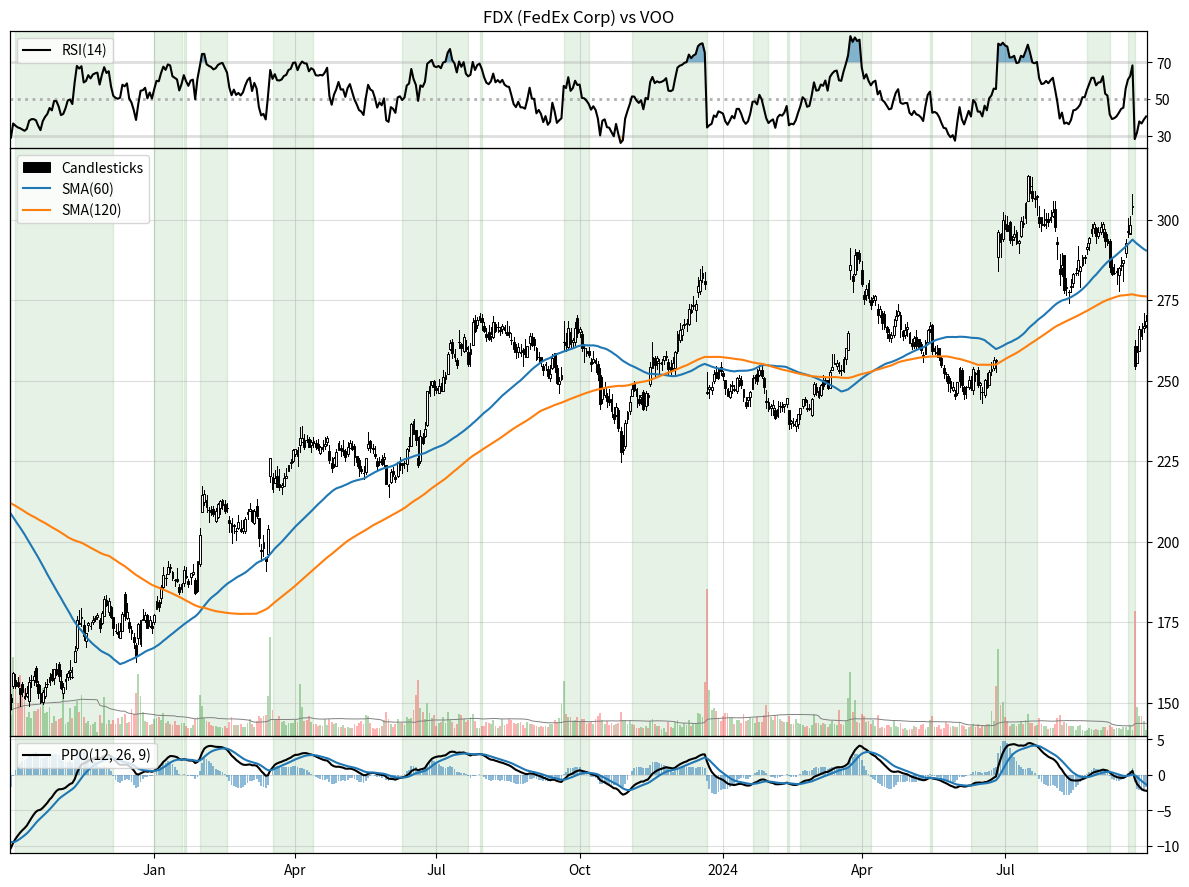 FDX (FedEx Corp) vs VOO
RSI(14)
70
50
30
Candlesticks
SMA(60)
SMA(120)
300
275
250
225
200
175
150
PPO(12, 26, 9)
5
0
−5
−10
Jan Apr Jul Oct 2024 Apr Jul